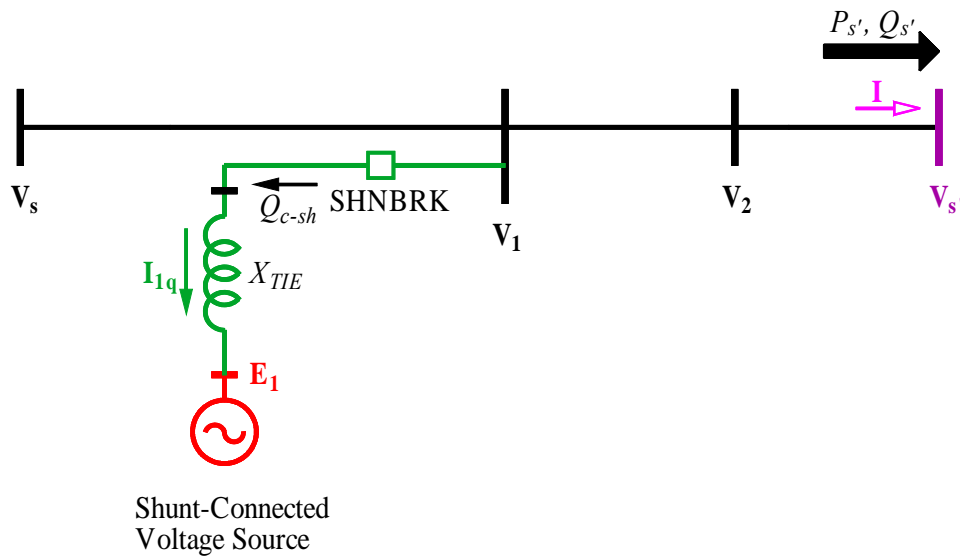 Ps', Qs'
I
Vs
Qc-sh
SHNBRK
V1
V2
Vs'
I1q
XTIE
E1
Shunt-Connected
Voltage Source